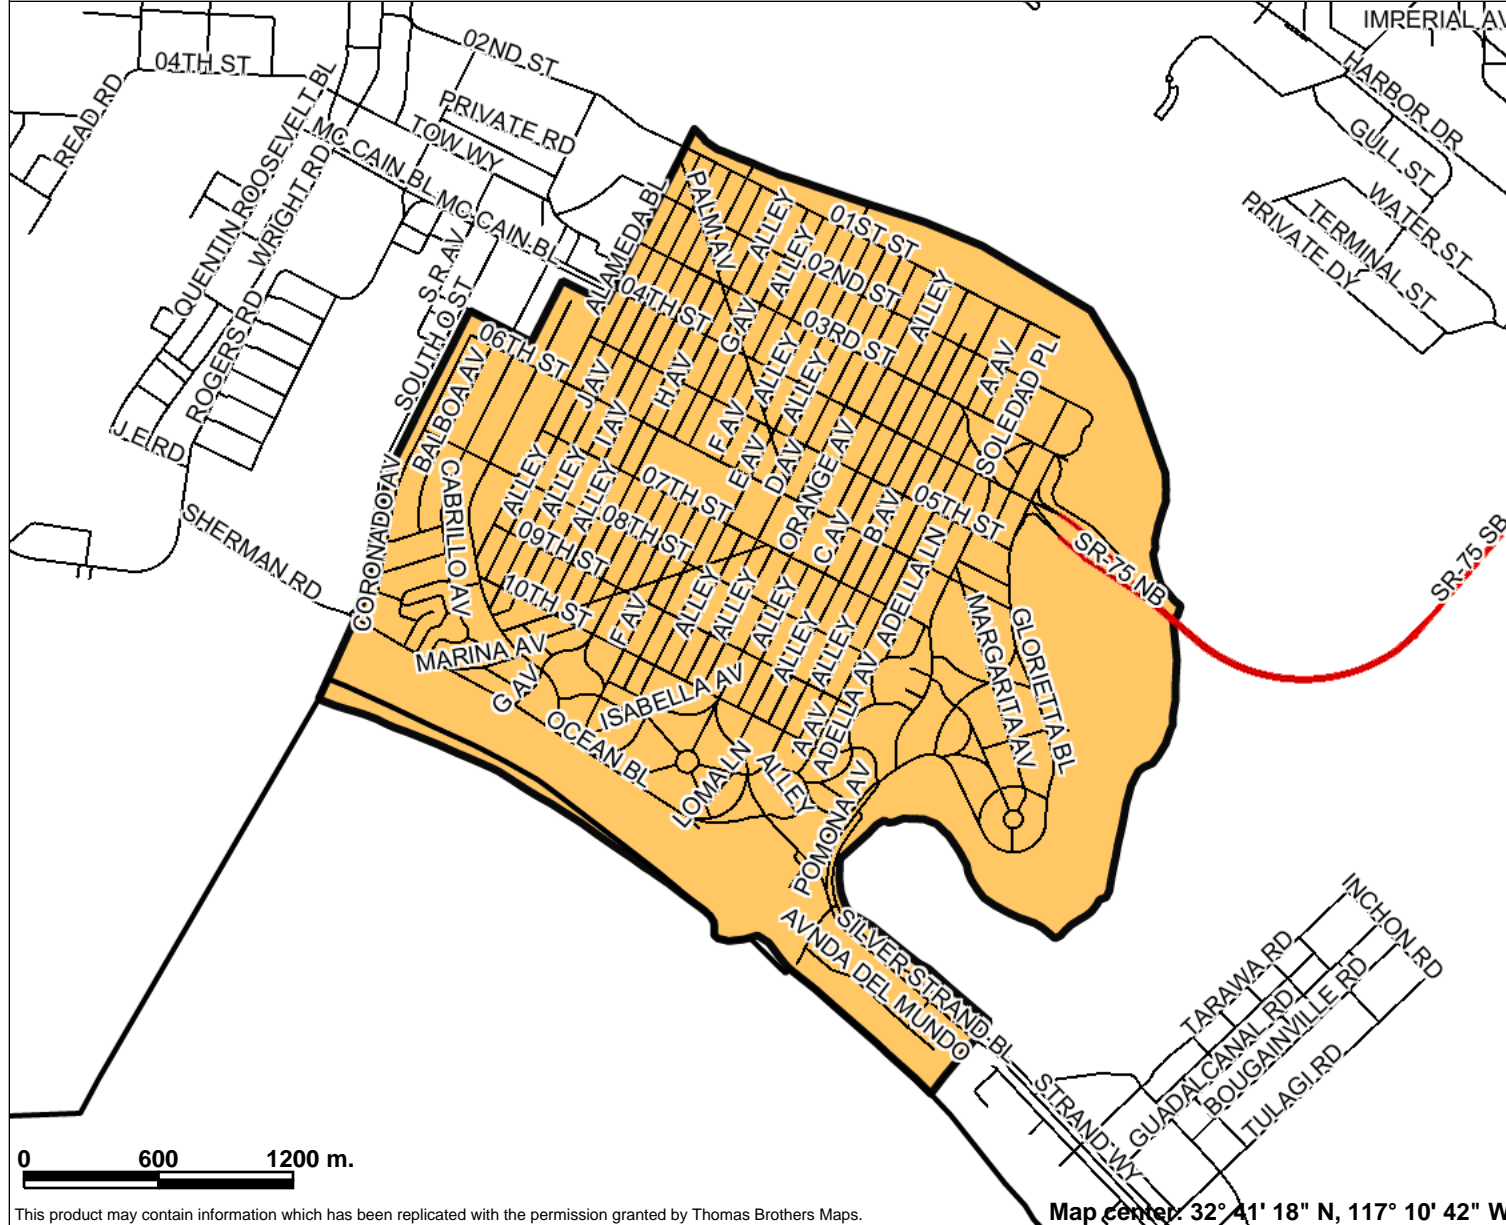 IMPERIAL AV
02ND ST
04TH ST
HARBOR DR
READ RD
PRIVATE RD
QUENTIN ROOSEVELT BL
MC CAIN BL
TOW WY
GULL ST
WRIGHT RD
MC CAIN BL
ALAMEDA BL
PALM AV
ALLEY
01ST ST
WATER ST
TERMINAL ST
PRIVATE DY
S R AV
ALLEY
02ND ST
SOUTH O ST
04TH ST
G AV
03RD ST
ALLEY
ROGERS RD
06TH ST
J AV
H AV
ALLEY
ALLEY
A AV
SOLEDAD PL
BALBOA AV
I AV
F AV
E AV
D AV
ORANGE AV
J E RD
CORONADO AV
CABRILLO AV
ALLEY
ALLEY
ALLEY
07TH ST
C AV
B AV
05TH ST
SHERMAN RD
09TH ST
08TH ST
SR-75 NB
SR-75 SB
10TH ST
F AV
ALLEY
ALLEY
ALLEY
ALLEY
ALLEY
ADELLA LN
MARGARITA AV
GLORIETTA BL
MARINA AV
G AV
ISABELLA AV
OCEAN BL
LOMA LN
ALLEY
A AV
ADELLA AV
POMONA AV
AVNDA DEL MUNDO
SILVER STRAND BL
STRAND WY
INCHON RD
TARAWA RD
GUADALCANAL RD
BOUGAINVILLE RD
TULAGI RD
0 600 1200 m.
This product may contain information which has been replicated with the permission granted by Thomas Brothers Maps.
Map center: 32° 41' 18" N, 117° 10' 42" W